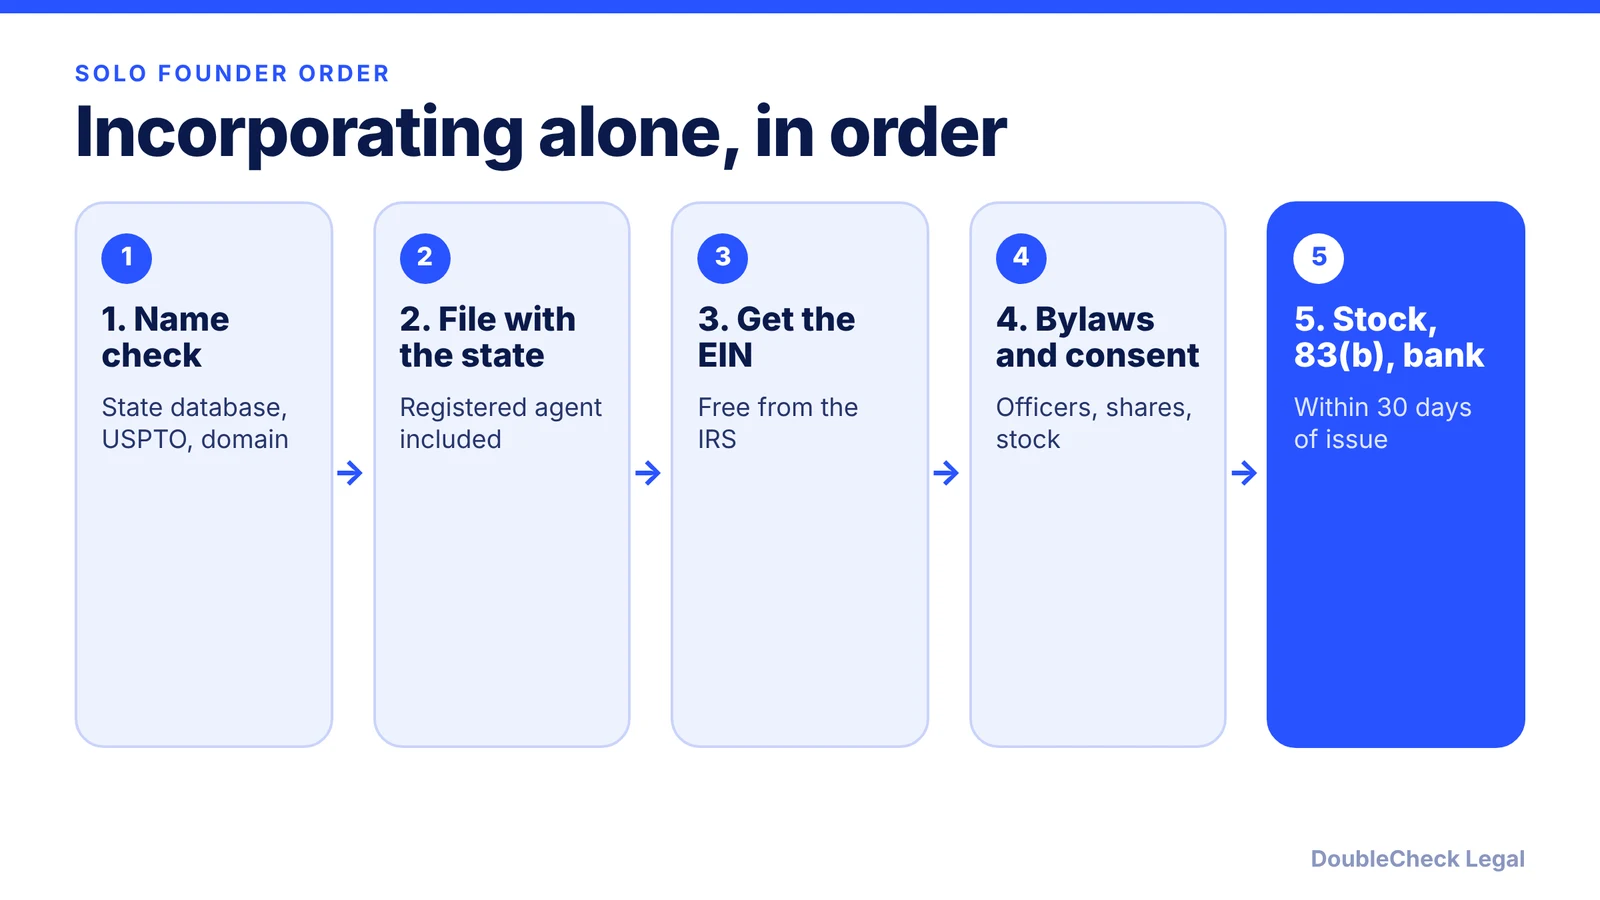 SOLO FOUNDER ORDER
Incorporating alone, in order
1
1. Name
check
State database,
USPTO, domain
→
2
2. File with
the state
Registered agent
included
→
3
3. Get the
EIN
Free from the
IRS
→
4
4. Bylaws
and consent
Officers, shares,
stock
→
5
5. Stock,
83(b), bank
Within 30 days
of issue
DoubleCheck Legal